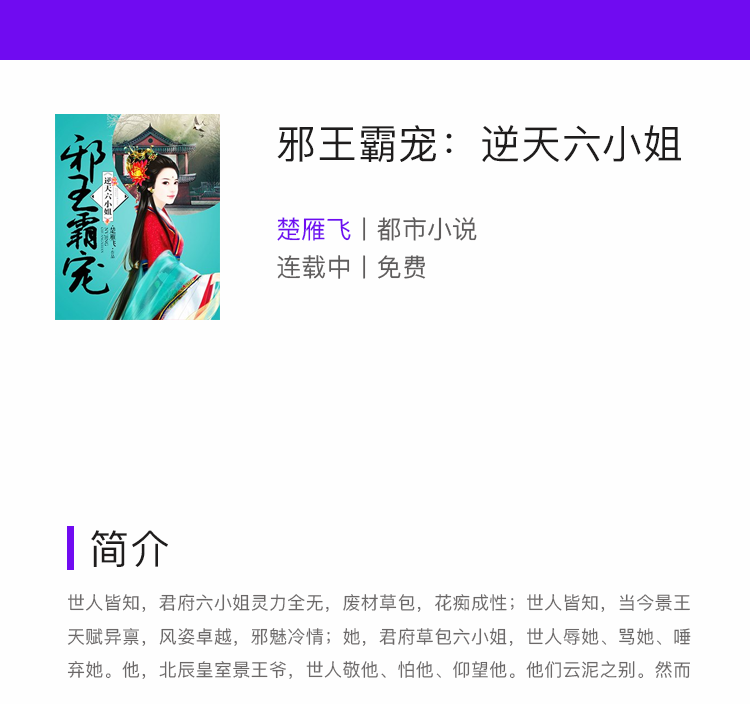 邪王霸宠
逆天六小姐
楚雁飞
邪王霸宠：逆天六小姐
楚雁飞丨都市小说
连载中丨免费
简介
世人皆知，君府六小姐灵力全无，废材草包，花痴成性；世人皆知，当今景王
天赋异禀，风姿卓越，邪魅冷情；她，君府草包六小姐，世人辱她、骂她、唾
弃她。他，北辰皇室景王爷，世人敬他、怕他、仰望他。他们云泥之别。然而